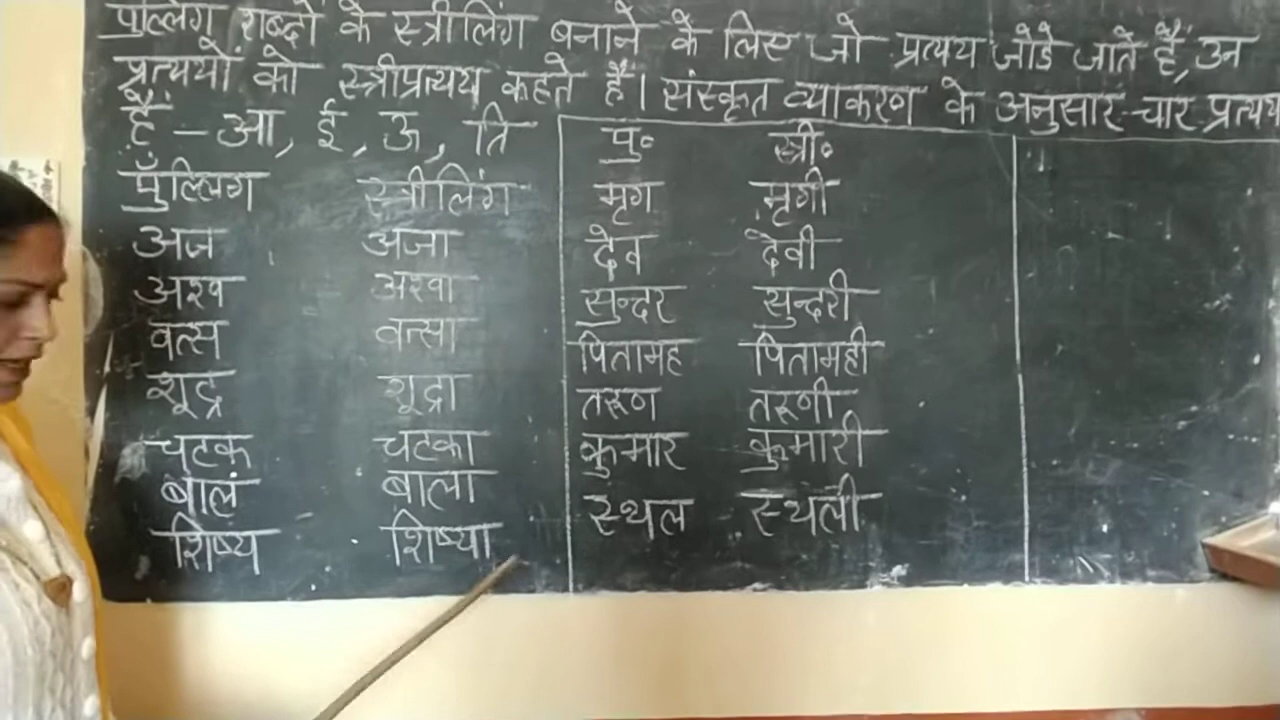 पुल्लिंग शब्दों के स्त्रीलिंग बनाने के लिए जो प्रत्यय जोडे जाते हैं, उन
प्रत्ययों को स्त्रीप्रत्यय कहते हैं। संस्कृत व्याकरण के अनुसार चार प्रत्यय
हैं – आ, ई, ऊ, ति
पुँल्लिग स्त्रीलिंग
अज अजा
अश्व अश्वा
वत्स वत्सा
शूद्र शूद्रा
चटक चटका
बाल बाला
शिष्य शिष्या
पु० स्त्री०
मृग मृगी
देव देवी
सुन्दर सुन्दरी
पितामह पितामही
तरूण तरूणी
कुमार कुमारी
स्थल स्थली